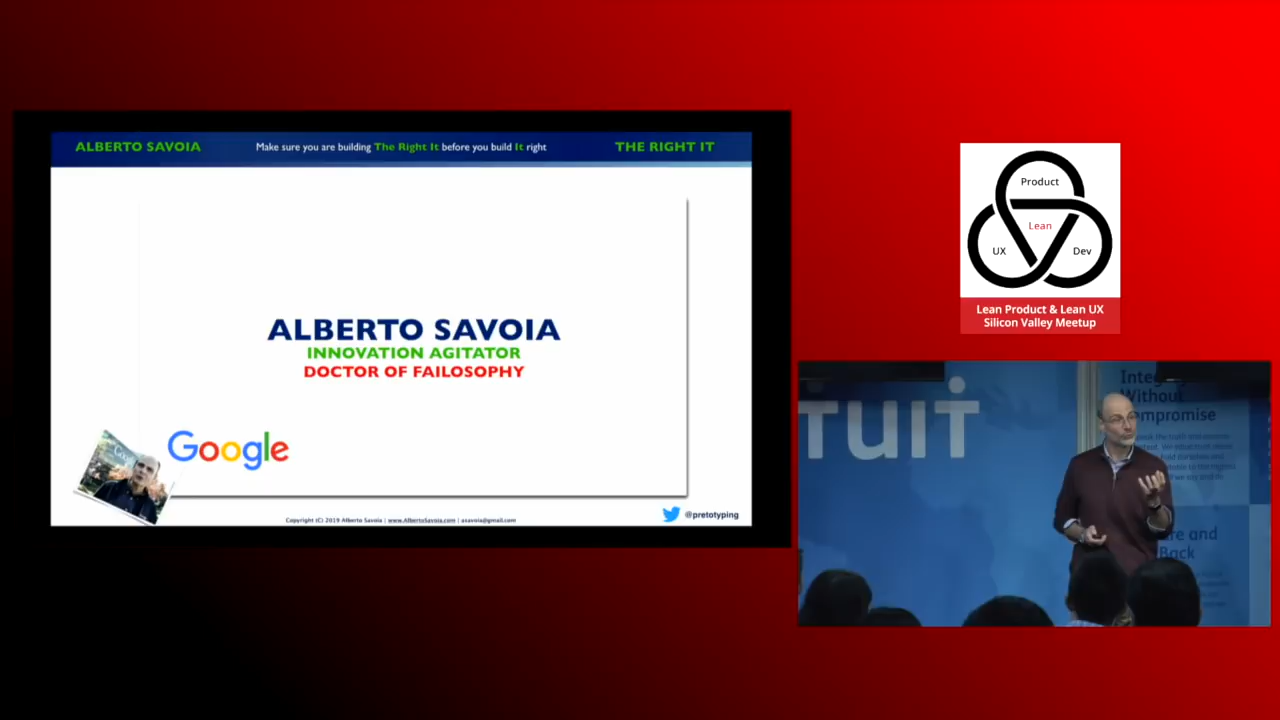 ALBERTO SAVOIA
Make sure you are building The Right It before you build It right
THE RIGHT IT
ALBERTO SAVOIA
INNOVATION AGITATOR
DOCTOR OF FAILOSOPHY
Google
Copyright (C) 2019 Alberto Savoia | www.AlbertoSavoia.com | asavoia@gmail.com
@pretotyping
Product
Lean
UX
Dev
Lean Product & Lean UX
Silicon Valley Meetup
TUIT
Without
Back